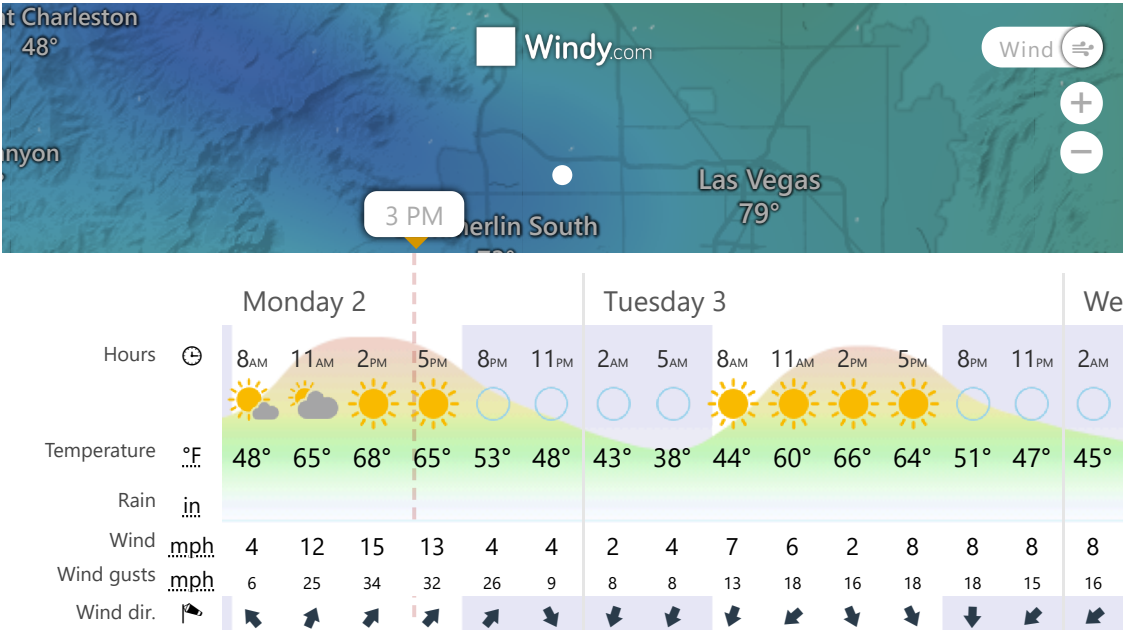 t Charleston
48°
Windy.com
Wind
+
−
nyon
Las Vegas
79°
3 PM
erlin South
Monday 2 Tuesday 3 We
Hours 8AM 11AM 2PM 5PM 8PM 11PM 2AM 5AM 8AM 11AM 2PM 5PM 8PM 11PM 2AM
Temperature °F 48° 65° 68° 65° 53° 48° 43° 38° 44° 60° 66° 64° 51° 47° 45°
Rain in
Wind mph 4 12 15 13 4 4 2 4 7 6 2 8 8 8 8
Wind gusts mph 6 25 34 32 26 9 8 8 13 18 16 18 18 15 16
Wind dir.